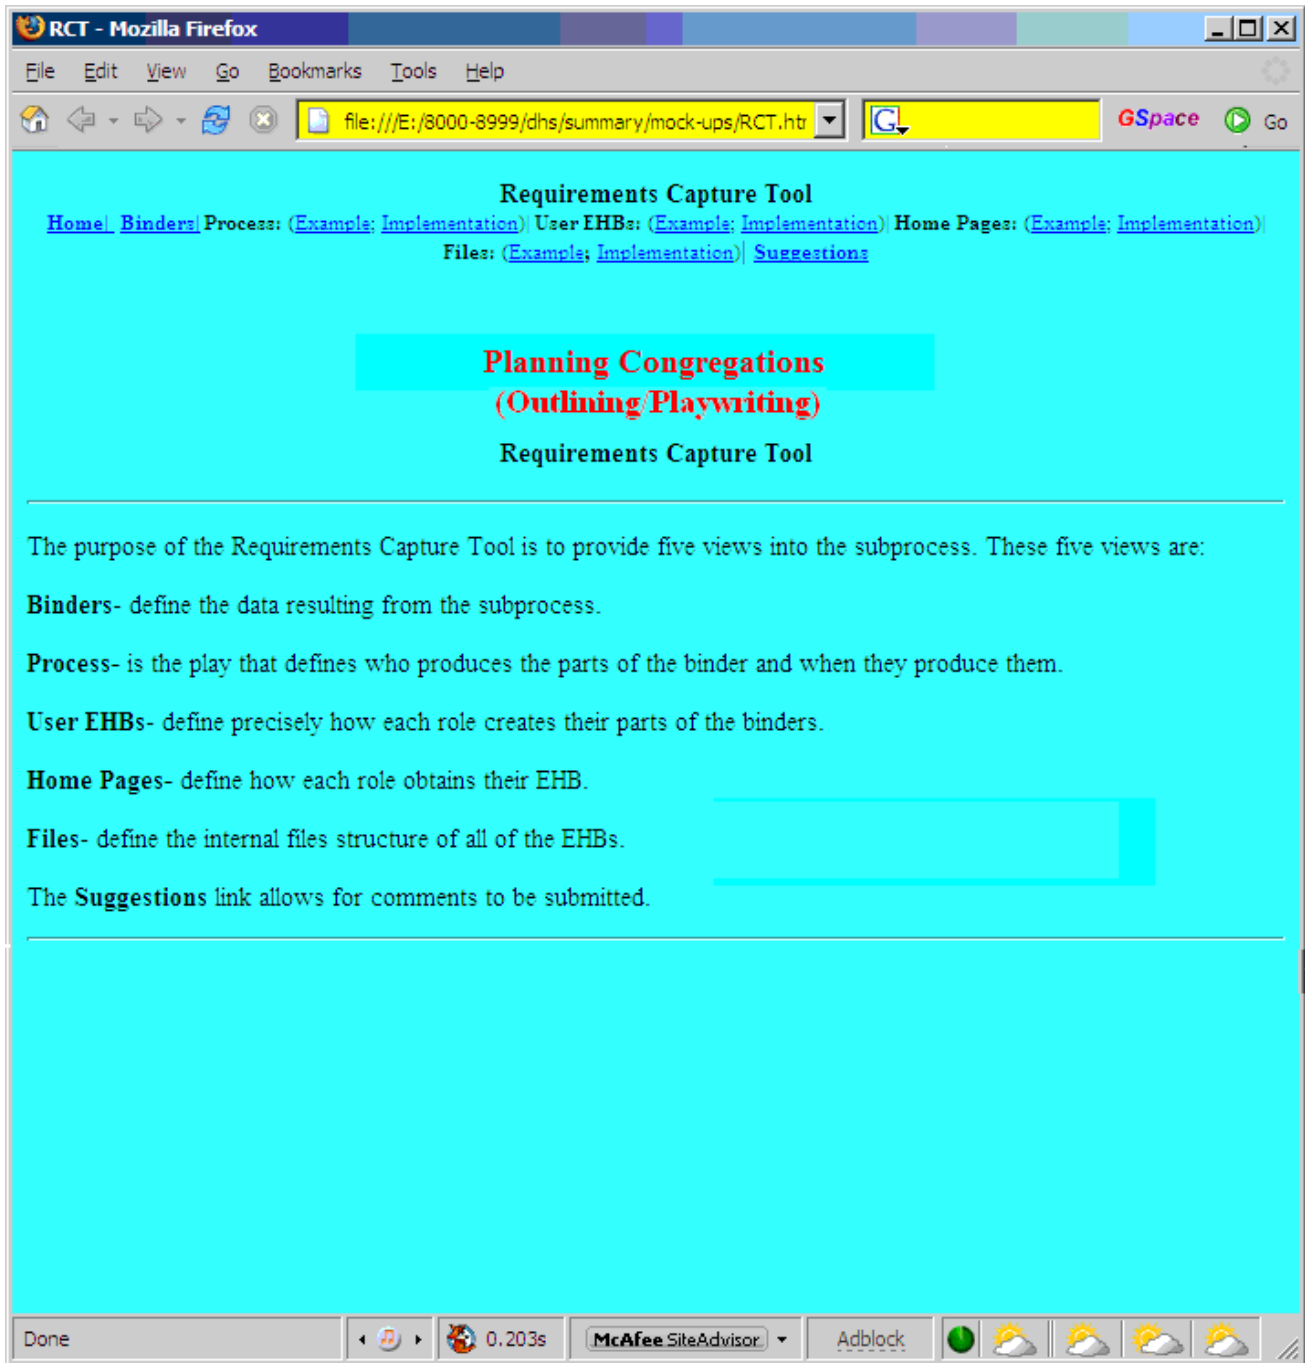 RCT - Mozilla Firefox
File Edit View Go Bookmarks Tools Help
file:///E:/8000-8999/dhs/summary/mock-ups/RCT.htr G GSpace Go
Requirements Capture Tool
Home| Binders| Process: (Example; Implementation)| User EHBs: (Example; Implementation)| Home Pages: (Example; Implementation)|
Files: (Example; Implementation)| Suggestions
Planning Congregations
(Outlining/Playwriting)
Requirements Capture Tool
The purpose of the Requirements Capture Tool is to provide five views into the subprocess. These five views are:
Binders- define the data resulting from the subprocess.
Process- is the play that defines who produces the parts of the binder and when they produce them.
User EHBs- define precisely how each role creates their parts of the binders.
Home Pages- define how each role obtains their EHB.
Files- define the internal files structure of all of the EHBs.
The Suggestions link allows for comments to be submitted.
Done 0.203s McAfee SiteAdvisor Adblock